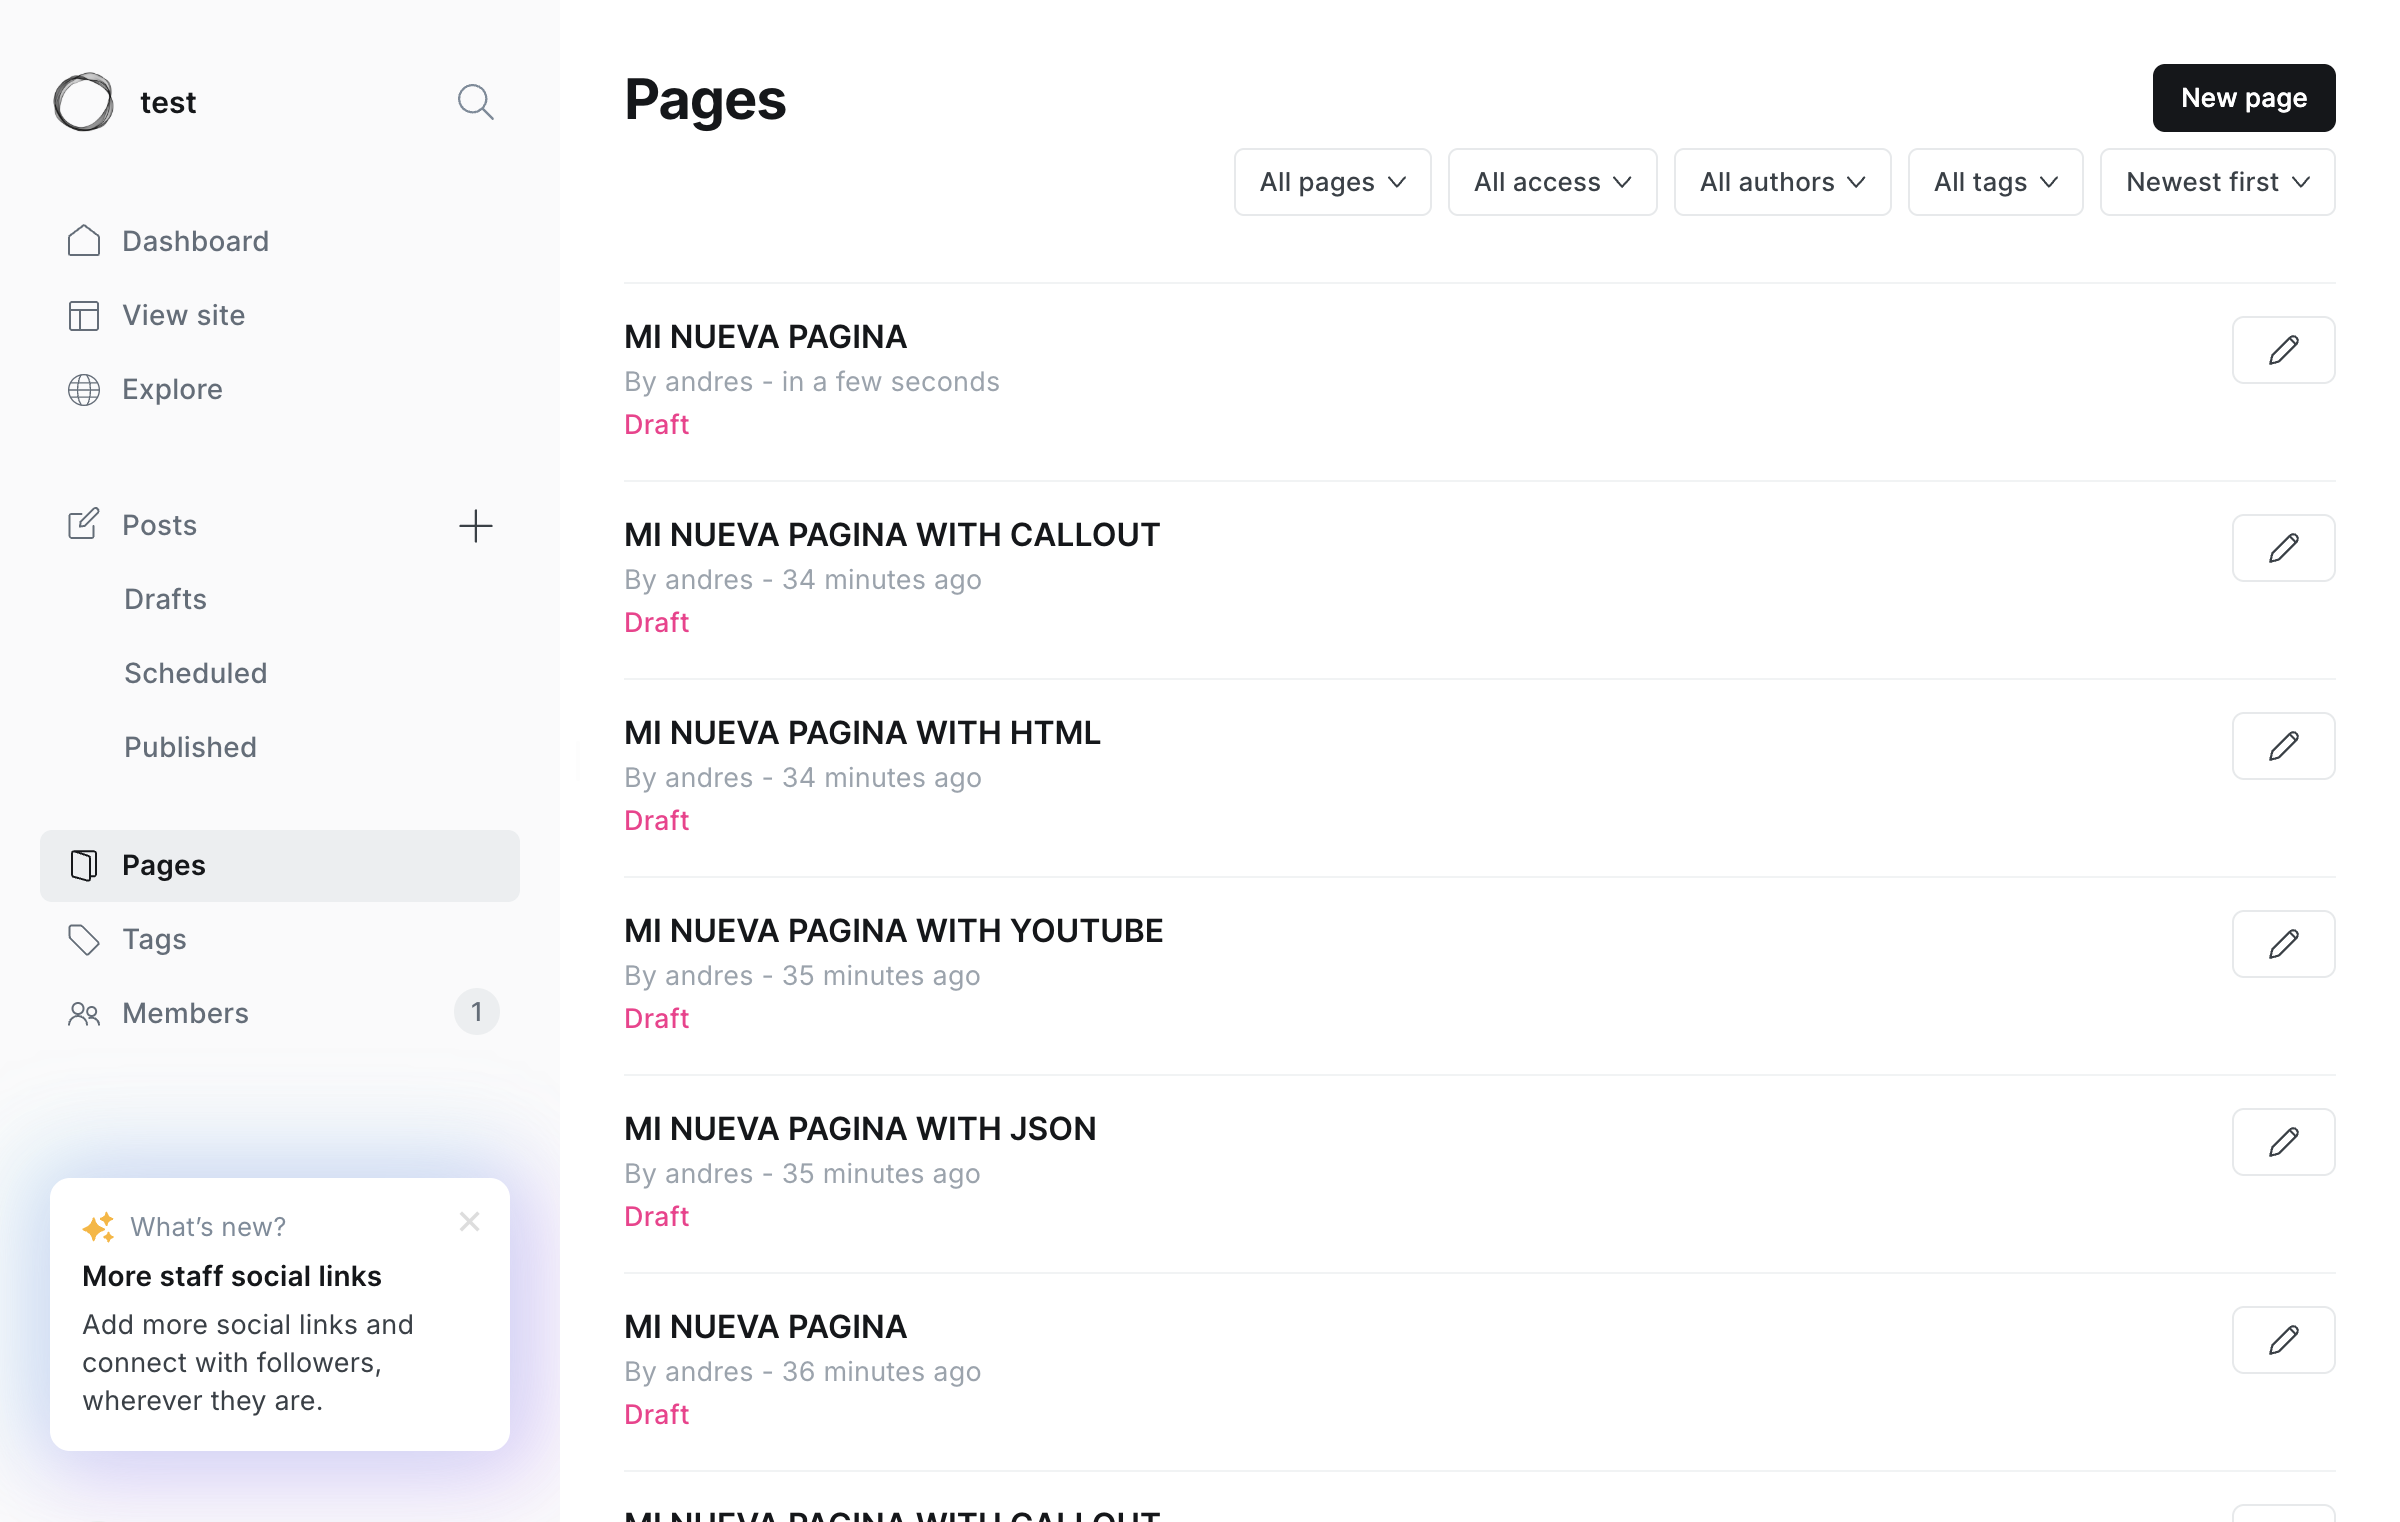 test
Dashboard
View site
Explore
Posts
Drafts
Scheduled
Published
Pages
Tags
Members 1
What's new?
More staff social links
Add more social links and
connect with followers,
wherever they are.
Pages
New page
All pages All access All authors All tags Newest first
MI NUEVA PAGINA
By andres - in a few seconds
Draft
MI NUEVA PAGINA WITH CALLOUT
By andres - 34 minutes ago
Draft
MI NUEVA PAGINA WITH HTML
By andres - 34 minutes ago
Draft
MI NUEVA PAGINA WITH YOUTUBE
By andres - 35 minutes ago
Draft
MI NUEVA PAGINA WITH JSON
By andres - 35 minutes ago
Draft
MI NUEVA PAGINA
By andres - 36 minutes ago
Draft
MI NUEVA PAGINA WITH CALLOUT